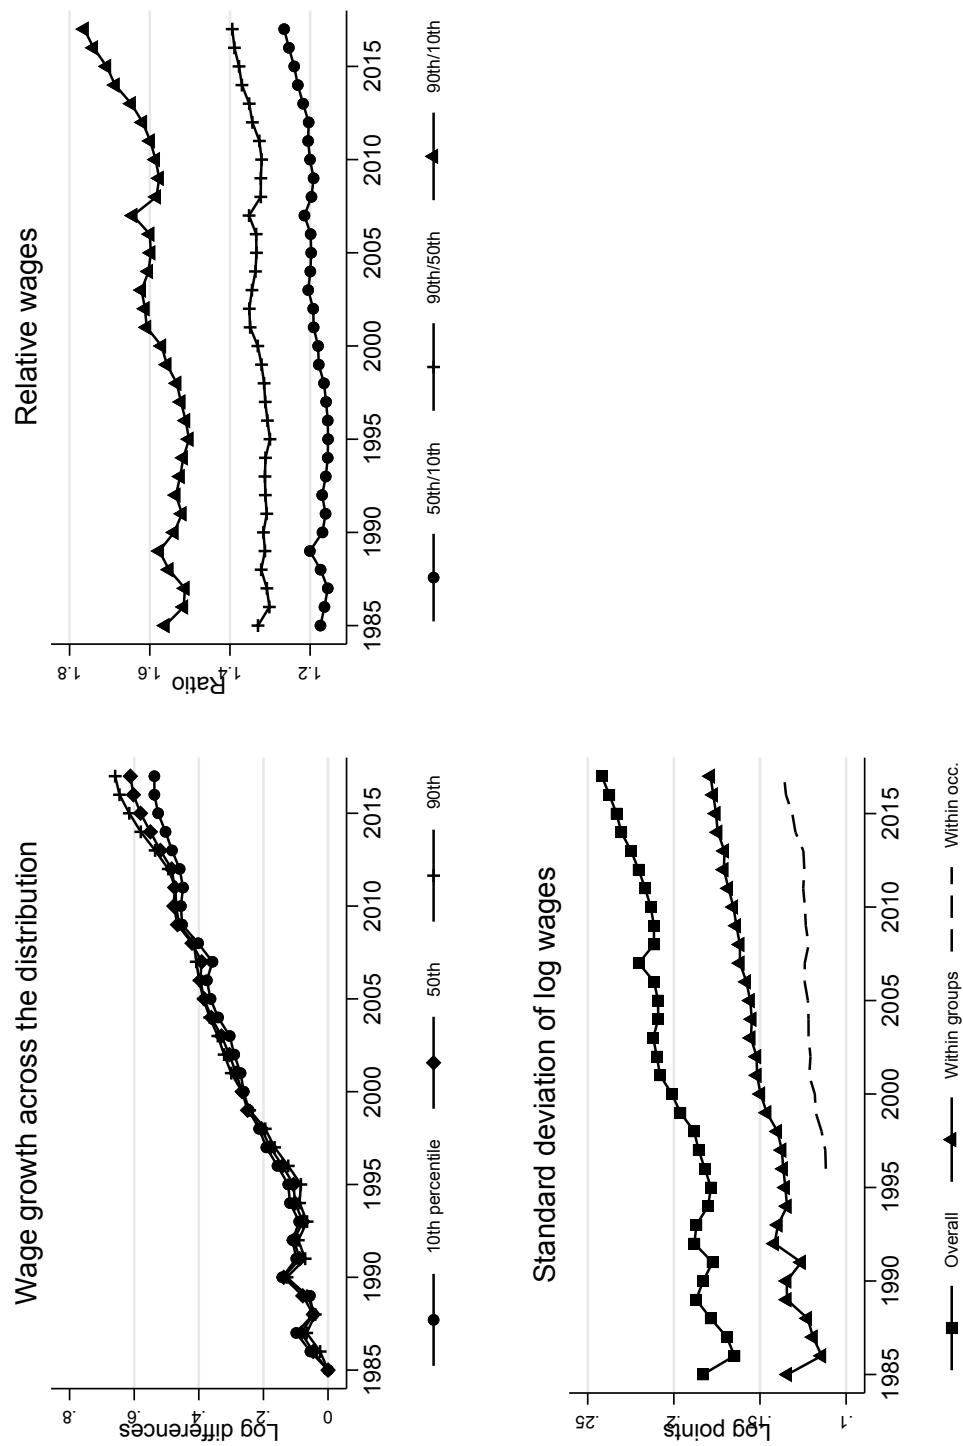 Wage growth across the distribution
Log differences
0 .2 .4 .6 .8
1985 1990 1995 2000 2005 2010 2015
10th percentile 50th 90th
Relative wages
Ratio
1.2 1.4 1.6 1.8
1985 1990 1995 2000 2005 2010 2015
50th/10th 90th/50th 90th/10th
Standard deviation of log wages
Log points
.1 .15 .2 .25
1985 1990 1995 2000 2005 2010 2015
Overall Within groups Within occ.